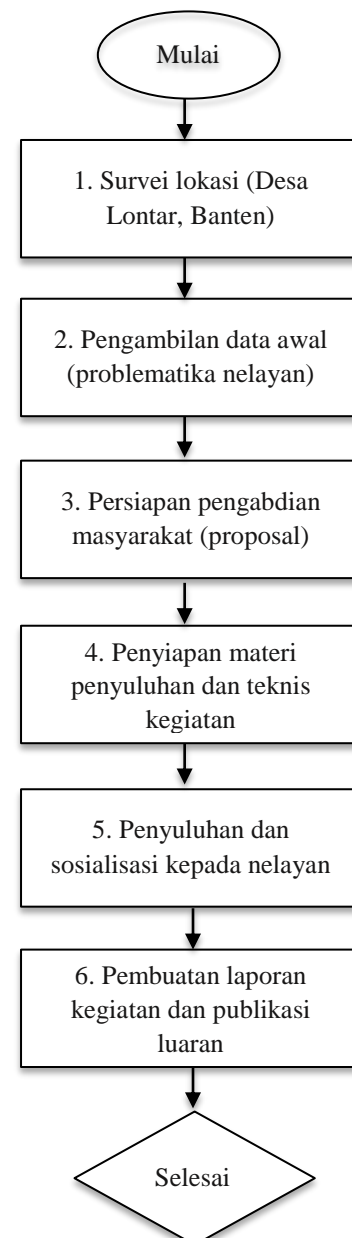 Mulai
1. Survei lokasi (Desa
Lontar, Banten)
2. Pengambilan data awal
(problematika nelayan)
3. Persiapan pengabdian
masyarakat (proposal)
4. Penyiapan materi
penyuluhan dan teknis
kegiatan
5. Penyuluhan dan
sosialisasi kepada nelayan
6. Pembuatan laporan
kegiatan dan publikasi
luaran
Selesai